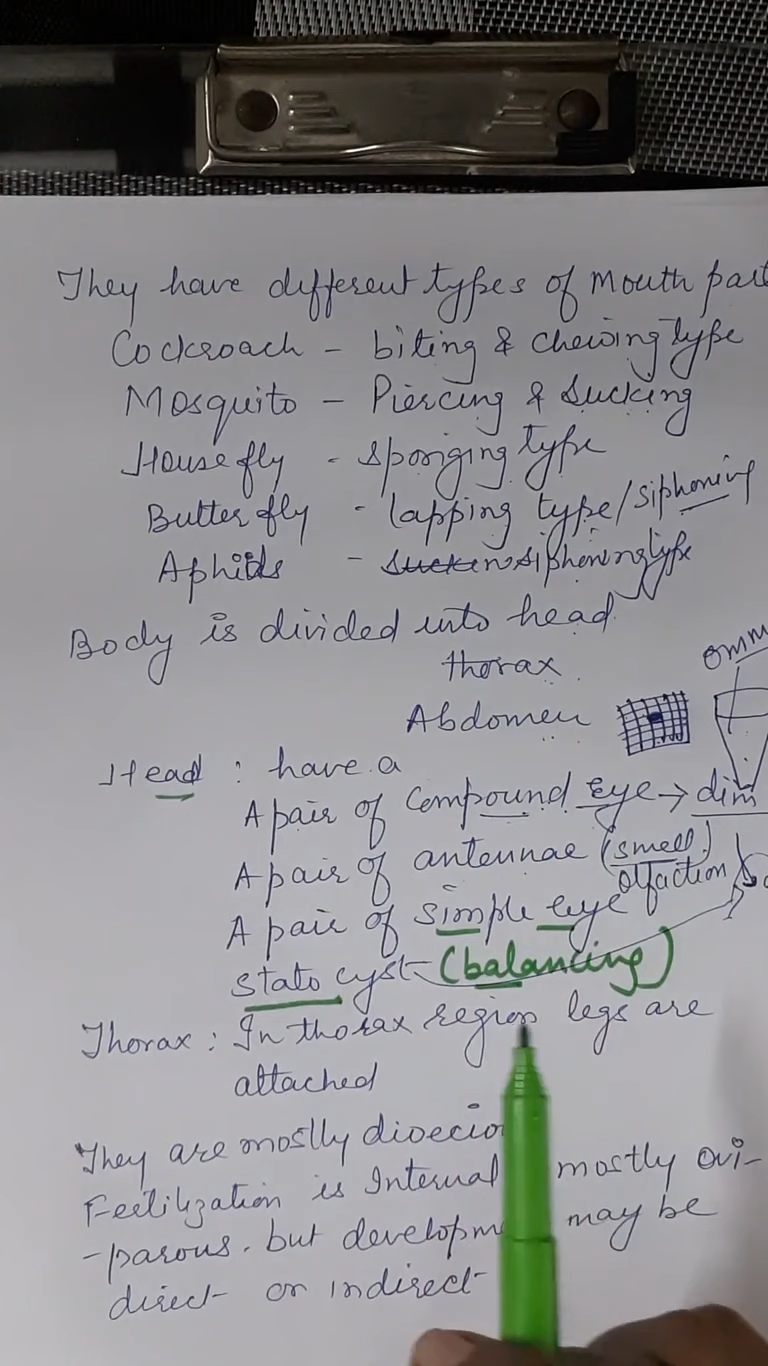 They have different types of mouth part
Cockroach - biting & chewing type
Mosquito - Piercing & Sucking
Housefly - Sponging type
Butterfly - lapping type/siphoning
Aphids - siphoning type
Body is divided into head
thorax
Abdomen
omm
Head : have a
A pair of Compound Eye → dim
A pair of antennae (smell)
olfaction
A pair of simple eye
stato cyst (balancing)
Thorax : In thorax region legs are
attached
They are mostly dioecio
Fertilization is Internal mostly ovi-
-parous. but developm may be
direct or indirect